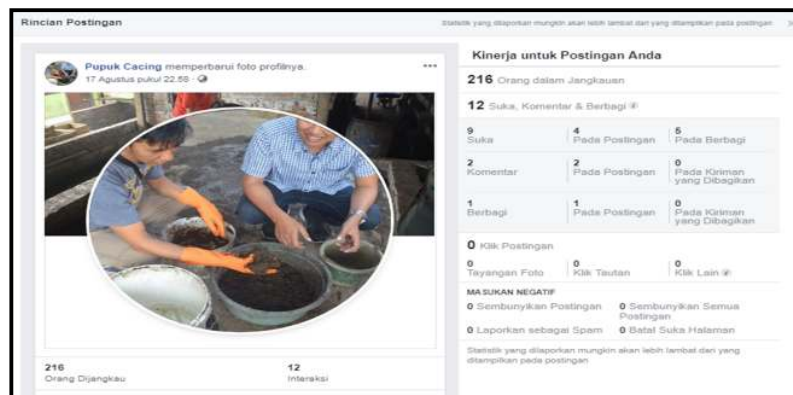 Rincian Postingan
Statistik yang dilaporkan mungkin akan lebih lambat dari yang ditampilkan pada postingan
Pupuk Cacing memperbarui foto profilnya.
17 Agustus pukul 22.58
216 Orang Dijangkau
12 Interaksi
Kinerja untuk Postingan Anda
216 Orang dalam Jangkauan
12 Suka, Komentar & Berbagi
9 Suka
4 Pada Postingan
5 Pada Berbagi
2 Komentar
2 Pada Postingan
0 Pada Kiriman
yang Dibagikan
1 Berbagi
1 Pada Postingan
0 Pada Kiriman
yang Dibagikan
0 Klik Postingan
0 Tayangan Foto
0 Klik Tautan
0 Klik Lain
MASUKAN NEGATIF
0 Sembunyikan Postingan
0 Sembunyikan Semua
Postingan
0 Laporkan sebagai Spam
0 Batal Suka Halaman
Statistik yang dilaporkan mungkin akan lebih lambat dari yang
ditampilkan pada postingan